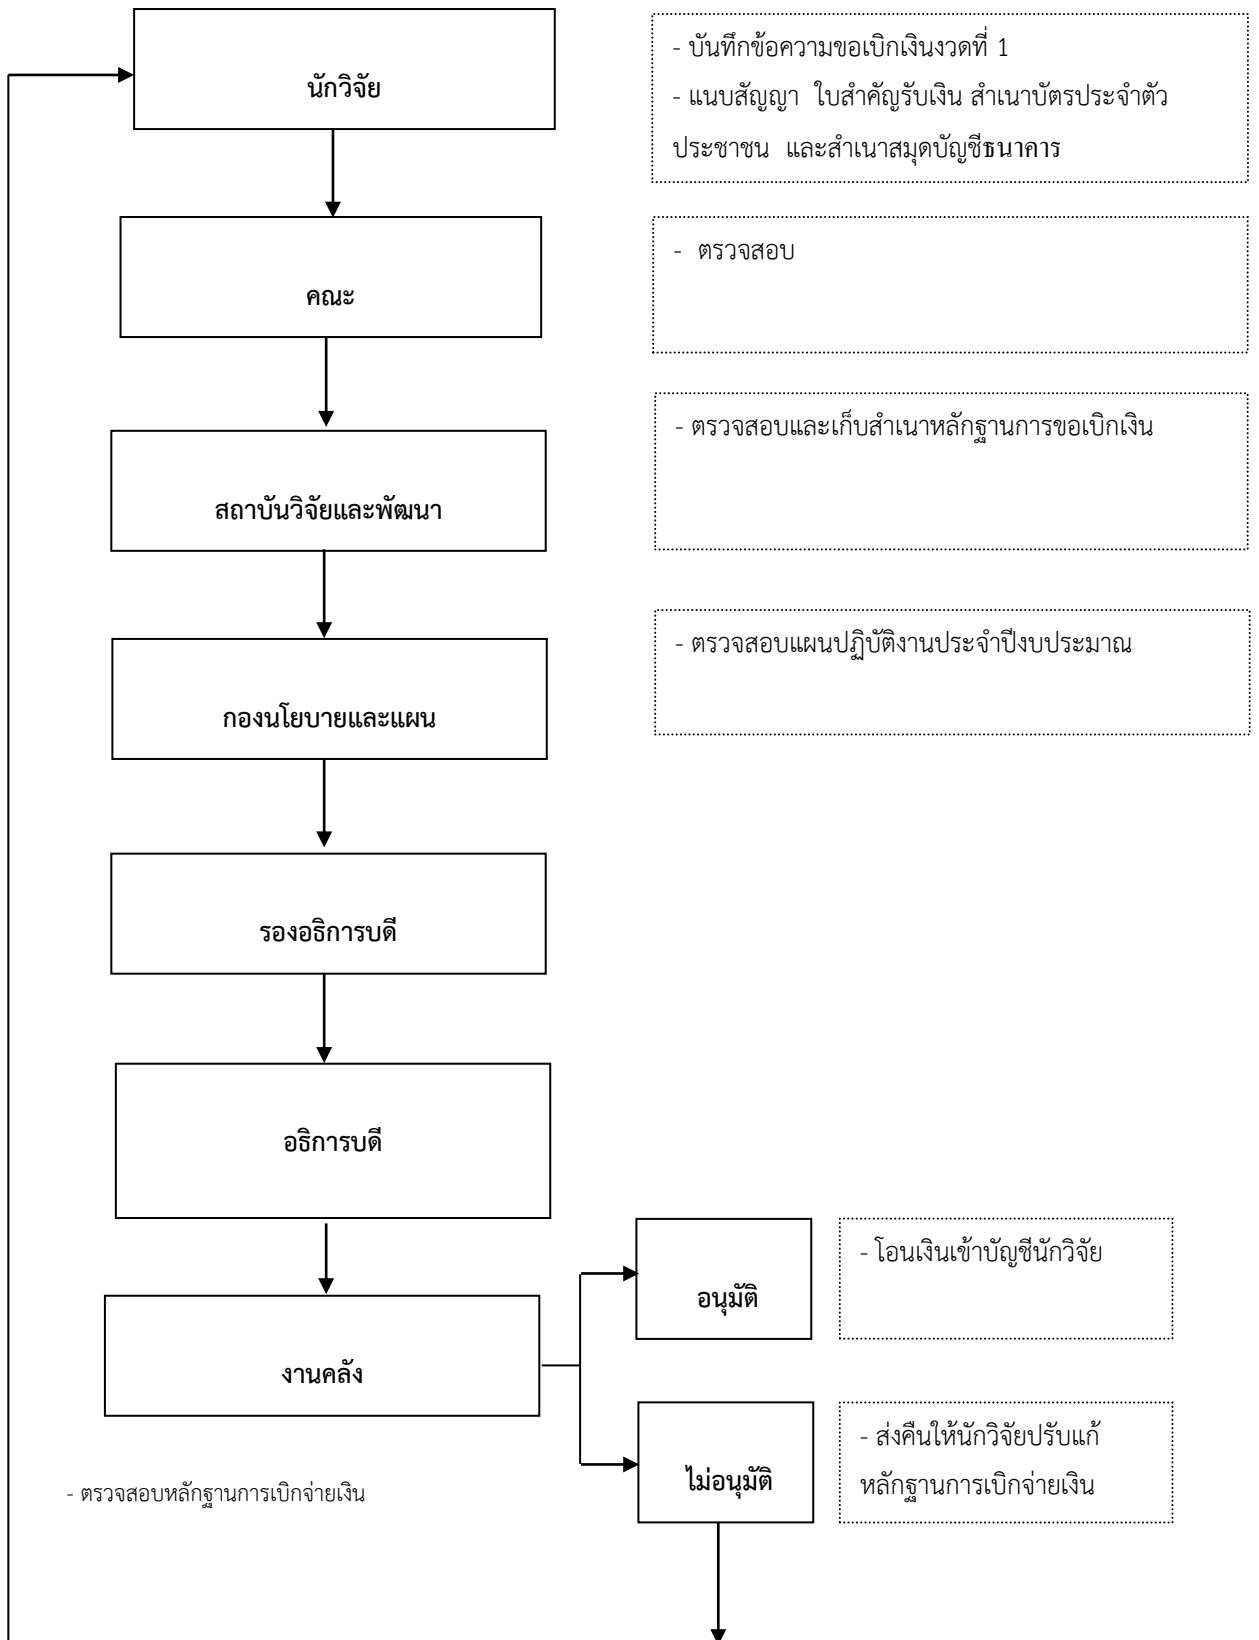 นักวิจัย
- บันทึกข้อความขอเบิกเงินงวดที่ 1
- แนบสัญญา ใบสำคัญรับเงิน สำเนาบัตรประจำตัว
ประชาชน และสำเนาสมุดบัญชีธนาคาร
คณะ
- ตรวจสอบ
สถาบันวิจัยและพัฒนา
- ตรวจสอบและเก็บสำเนาหลักฐานการขอเบิกเงิน
กองนโยบายและแผน
- ตรวจสอบแผนปฏิบัติงานประจำปีงบประมาณ
รองอธิการบดี
อธิการบดี
งานคลัง
- ตรวจสอบหลักฐานการเบิกจ่ายเงิน
อนุมัติ
- โอนเงินเข้าบัญชีนักวิจัย
ไม่อนุมัติ
- ส่งคืนให้นักวิจัยปรับแก้
หลักฐานการเบิกจ่ายเงิน